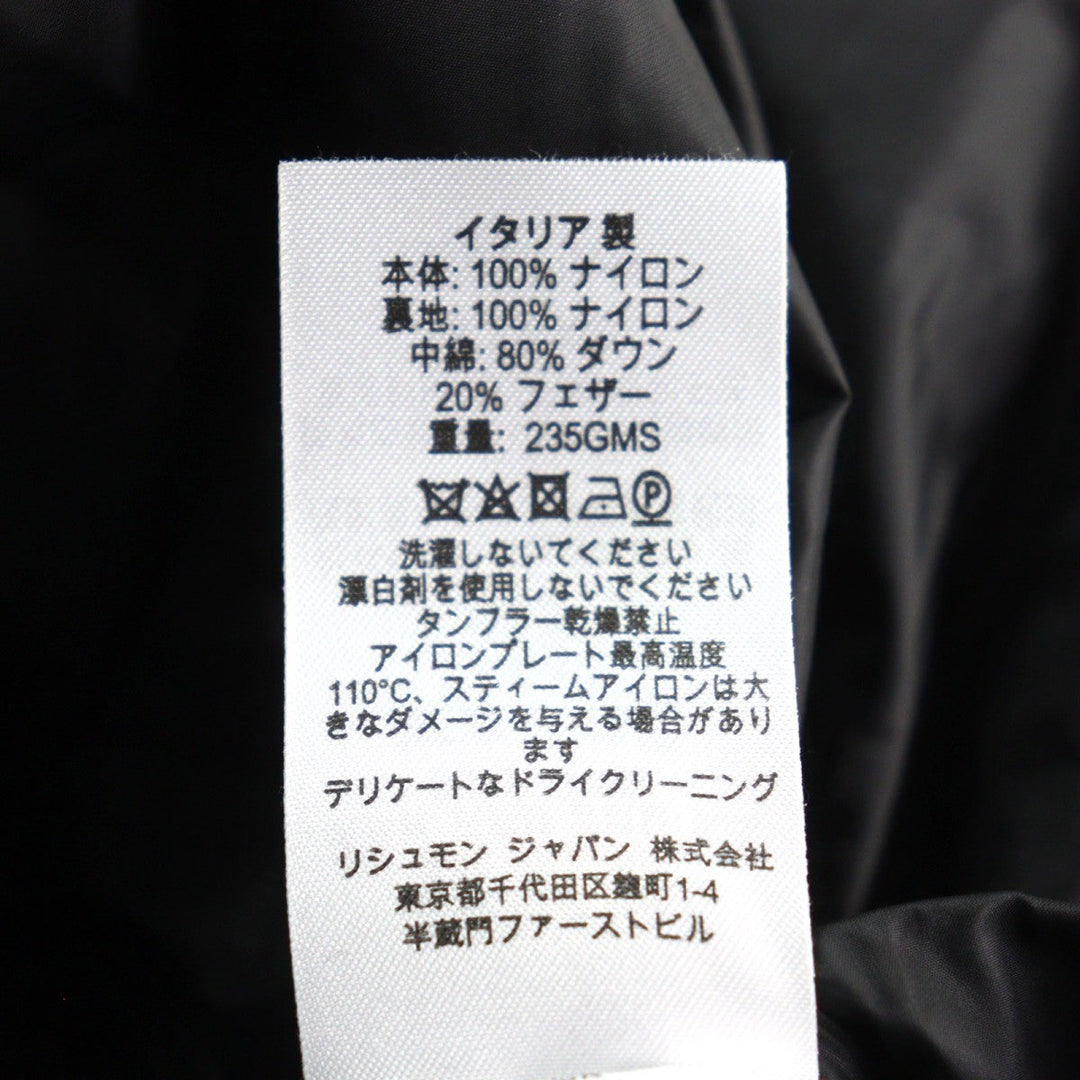 イタリア 製
本体: 100% ナイロン
裏地: 100% ナイロン
中綿: 80% ダウン
20% フェザー
重量: 235GMS
P
洗濯しないてください
漂白剤を使用しないでください
タンフラー乾燥禁止
アイロンプレート最高温度
110°C、スティームアイロンは大
きなダメージを与える場合があり
ます
デリケートなドライクリーニング
リシュモン ジャパン 株式会社
東京都千代田区麹町1-4
半蔵門ファーストビル